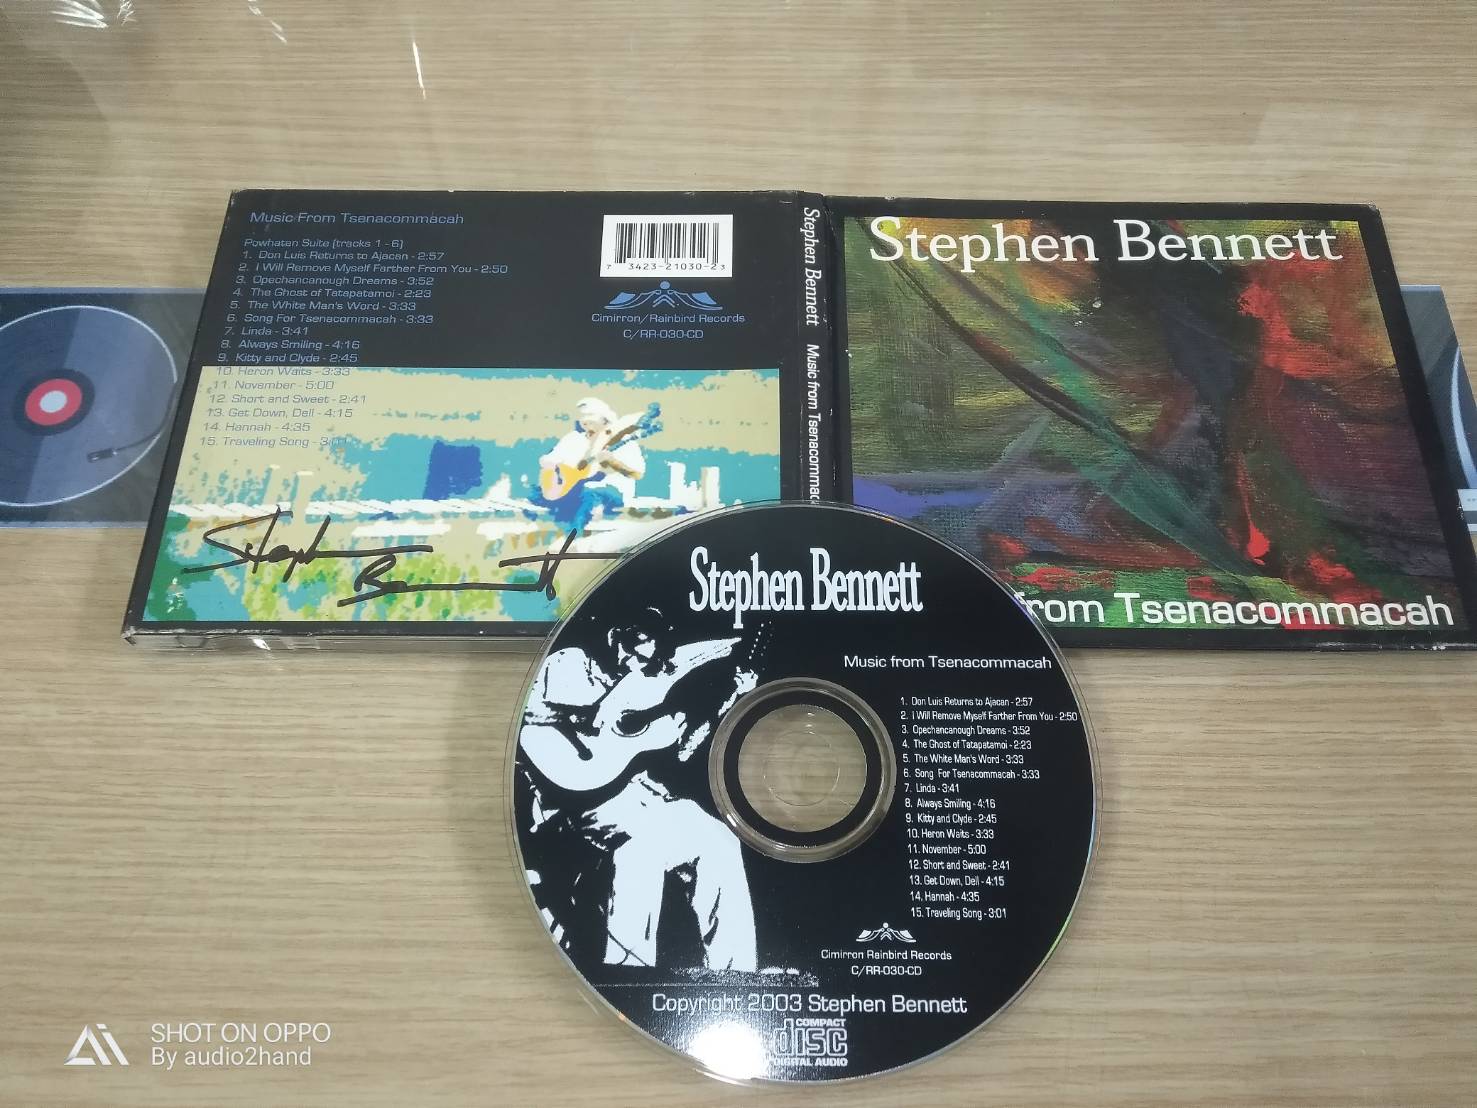 Music From Tsenacommacah
Powhatan Suite (tracks 1 - 6)
1. Don Luis Returns to Ajacan - 2:57
2. I Will Remove Myself Farther From You - 2:50
3. Opechancanough Dreams - 3:52
4. The Ghost of Tatapatamoi - 2:23
5. The White Man's Word - 3:33
6. Song For Tsenacommacah - 3:33
7. Linda - 3:41
8. Always Smiling - 4:16
9. Kitty and Clyde - 2:45
10. Heron Waits - 3:33
11. November - 5:00
12. Short and Sweet - 2:41
13. Get Down, Dell - 4:15
14. Hannah - 4:35
15. Traveling Song - 3:01
7 3423-21030-2 3
Cimirron/Rainbird Records
C/RR-030-CD
Stephen Bennett
Stephen Bennett Music from Tsenacommac
Stephen Bennett
from Tsenacommacah
Stephen Bennett
Music from Tsenacommacah
1. Don Luis Returns to Ajacan - 2:57
2. I Will Remove Myself Farther From You - 2:50
3. Opechancanough Dreams - 3:52
4. The Ghost of Tatapatamoi - 2:23
5. The White Man's Word - 3:33
6. Song For Tsenacommacah - 3:33
7. Linda - 3:41
8. Always Smiling - 4:16
9. Kitty and Clyde - 2:45
10. Heron Waits - 3:33
11. November - 5:00
12. Short and Sweet - 2:41
13. Get Down, Dell - 4:15
14. Hannah - 4:35
15. Traveling Song - 3:01
Cimirron Rainbird Records
C/RR-030-CD
Copyright 2003 Stephen Bennett
COMPACT
disc
DIGITAL AUDIO
SHOT ON OPPO
By audio2hand